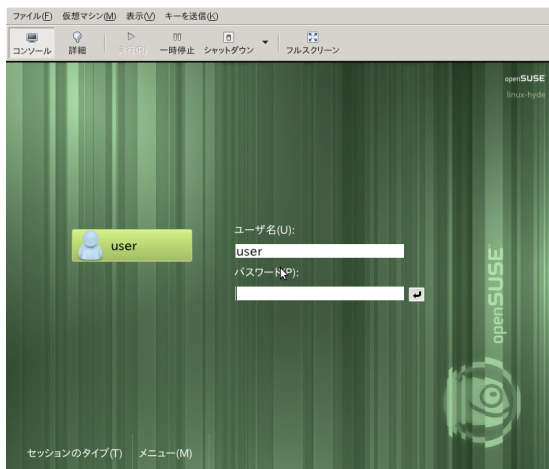 ファイル(F) 仮想マシン(M) 表示(V) キーを送信(K)
コンソール 詳細 実行(R) 一時停止 シャットダウン フルスクリーン
openSUSE
linux-hyde
user
ユーザ名(U):
user
パスワード(P):
openSUSE
セッションのタイプ(T) メニュー(M)